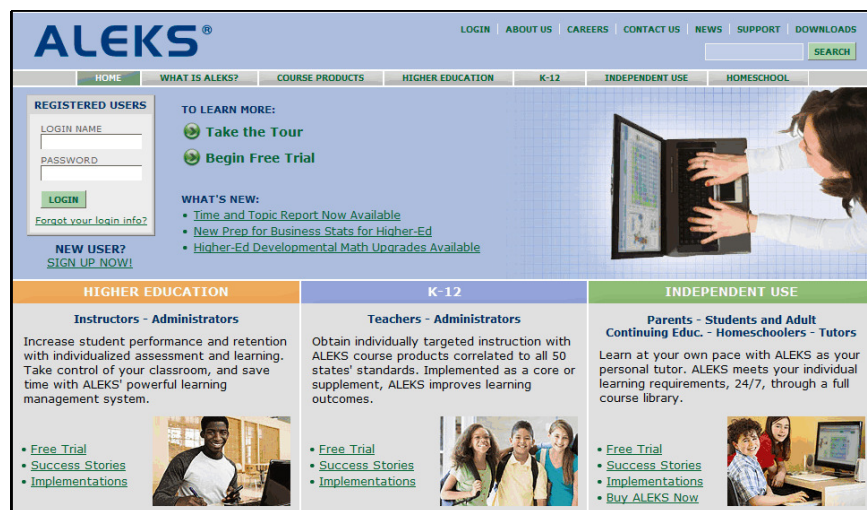 ALEKS®
LOGIN ABOUT US CAREERS CONTACT US NEWS SUPPORT DOWNLOADS
SEARCH
HOME WHAT IS ALEKS? COURSE PRODUCTS HIGHER EDUCATION K-12 INDEPENDENT USE HOMESCHOOL
REGISTERED USERS
LOGIN NAME
PASSWORD
LOGIN
Forgot your login info?
NEW USER?
SIGN UP NOW!
TO LEARN MORE:
Take the Tour
Begin Free Trial
WHAT'S NEW:
• Time and Topic Report Now Available
• New Prep for Business Stats for Higher-Ed
• Higher-Ed Developmental Math Upgrades Available
HIGHER EDUCATION
Instructors - Administrators
Increase student performance and retention
with individualized assessment and learning.
Take control of your classroom, and save
time with ALEKS' powerful learning
management system.
• Free Trial
• Success Stories
• Implementations
K-12
Teachers - Administrators
Obtain individually targeted instruction with
ALEKS course products correlated to all 50
states' standards. Implemented as a core or
supplement, ALEKS improves learning
outcomes.
• Free Trial
• Success Stories
• Implementations
INDEPENDENT USE
Parents - Students and Adult
Continuing Educ. - Homeschoolers - Tutors
Learn at your own pace with ALEKS as your
personal tutor. ALEKS meets your individual
learning requirements, 24/7, through a full
course library.
• Free Trial
• Success Stories
• Implementations
• Buy ALEKS Now